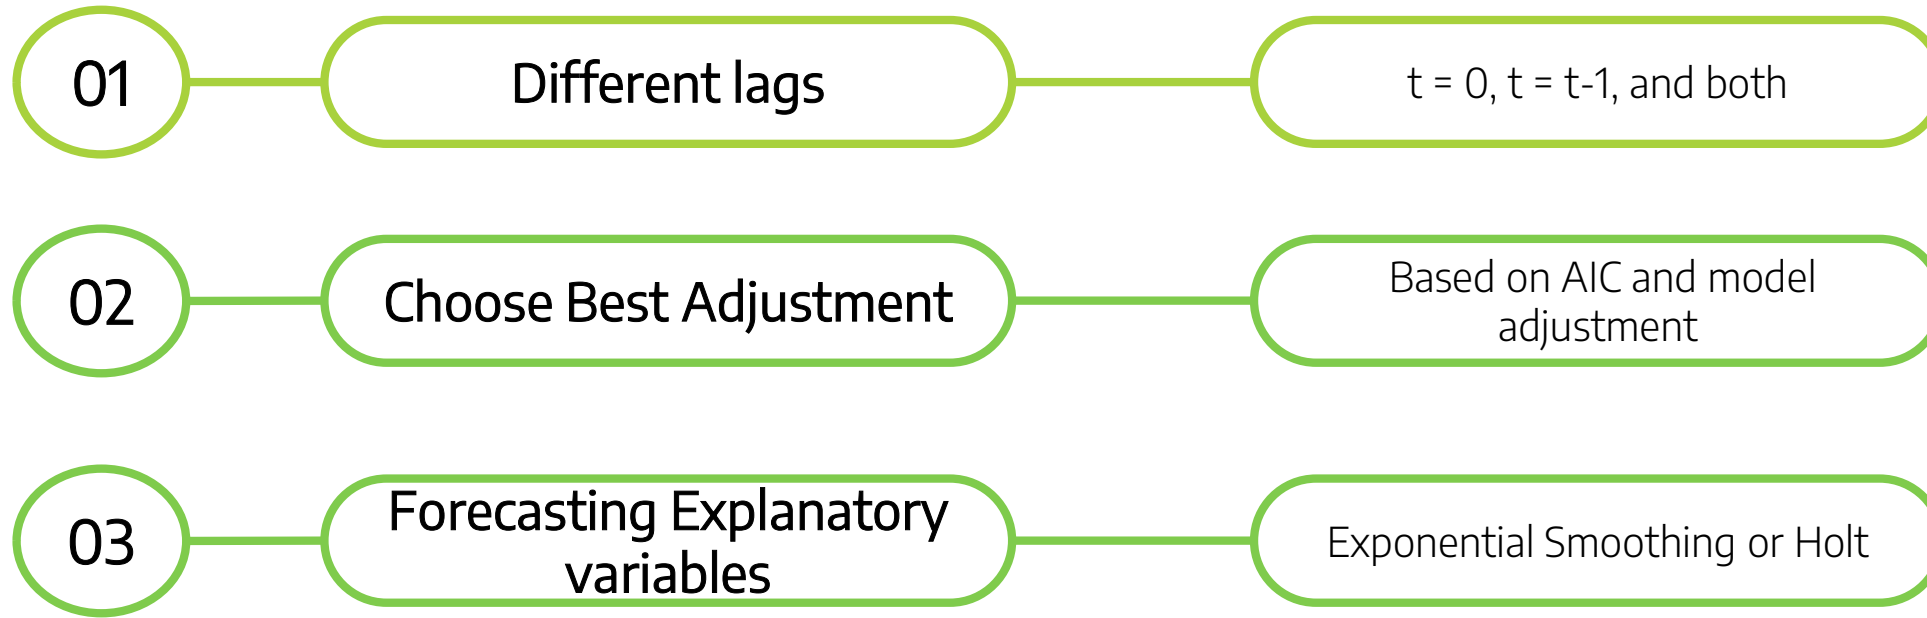 01
Different lags
t = 0, t = t-1, and both
02
Choose Best Adjustment
Based on AIC and model
adjustment
03
Forecasting Explanatory
variables
Exponential Smoothing or Holt